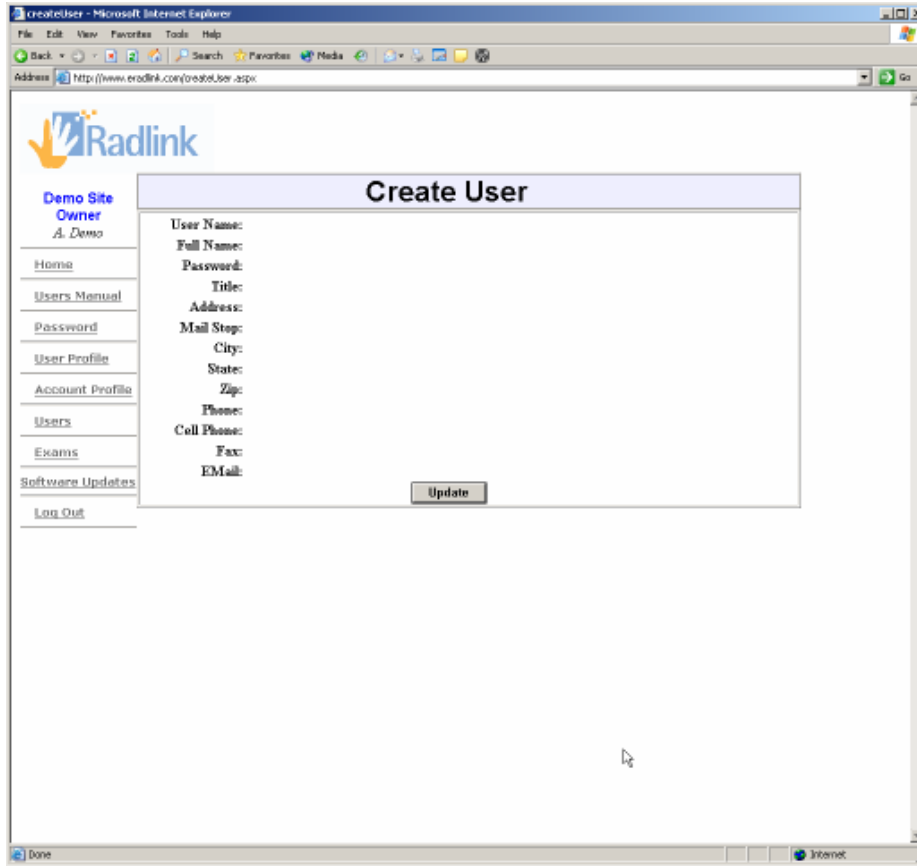 createUser - Microsoft Internet Explorer
File Edit View Favorites Tools Help
Back Search Favorites Media
Address http://www.eradlink.com/createUser.aspx Go
Radlink
Create User
Demo Site
Owner
A. Demo
Home
Users Manual
Password
User Profile
Account Profile
Users
Exams
Software Updates
Log Out
User Name:
Full Name:
Password:
Title:
Address:
Mail Stop:
City:
State:
Zip:
Phone:
Cell Phone:
Fax:
EMail:
Update
Done Internet